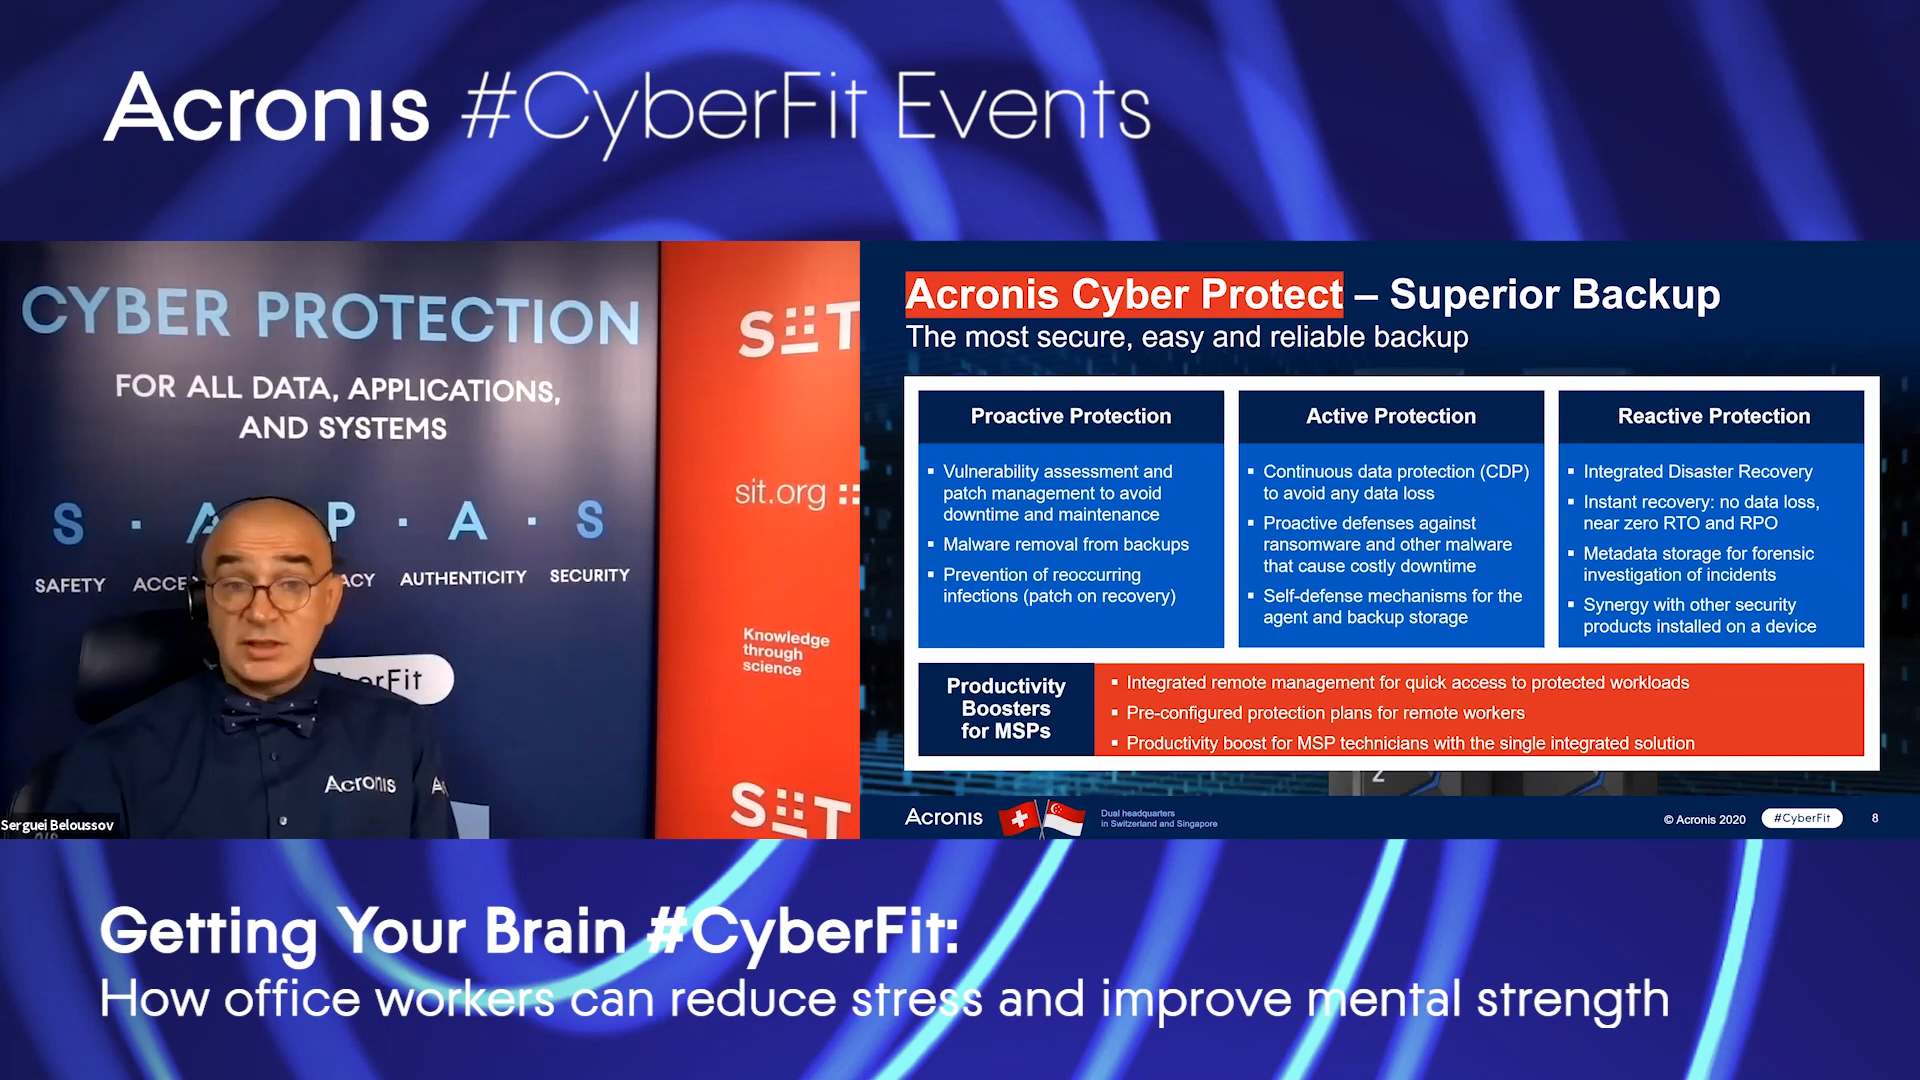 Acronis #CyberFit Events
CYBER PROTECTION
FOR ALL DATA, APPLICATIONS,
AND SYSTEMS
S · A P · A · S
SAFETY ACCE ACY AUTHENTICITY SECURITY
erFit
Acronis
Serguei Beloussov
SIT
sit.org
Knowledge
through
science
SIT
Acronis Cyber Protect – Superior Backup
The most secure, easy and reliable backup
Proactive Protection
▪ Vulnerability assessment and
patch management to avoid
downtime and maintenance
▪ Malware removal from backups
▪ Prevention of reoccurring
infections (patch on recovery)
Active Protection
▪ Continuous data protection (CDP)
to avoid any data loss
▪ Proactive defenses against
ransomware and other malware
that cause costly downtime
▪ Self-defense mechanisms for the
agent and backup storage
Reactive Protection
▪ Integrated Disaster Recovery
▪ Instant recovery: no data loss,
near zero RTO and RPO
▪ Metadata storage for forensic
investigation of incidents
▪ Synergy with other security
products installed on a device
Productivity
Boosters
for MSPs
▪ Integrated remote management for quick access to protected workloads
▪ Pre-configured protection plans for remote workers
▪ Productivity boost for MSP technicians with the single integrated solution
Z
Acronis
Dual headquarters
in Switzerland and Singapore
© Acronis 2020
#CyberFit
8
Getting Your Brain #CyberFit:
How office workers can reduce stress and improve mental strength